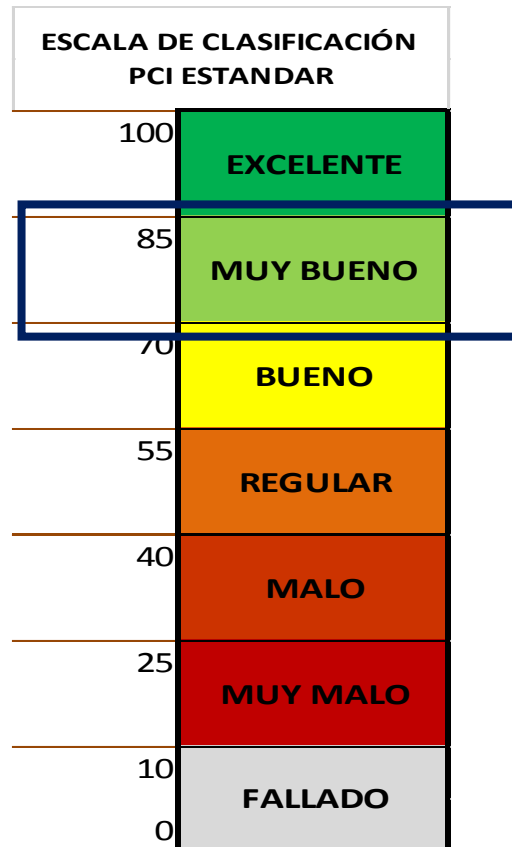 ESCALA DE CLASIFICACIÓN
PCI ESTANDAR
100
EXCELENTE
85
MUY BUENO
70
BUENO
55
REGULAR
40
MALO
25
MUY MALO
10
FALLADO
0